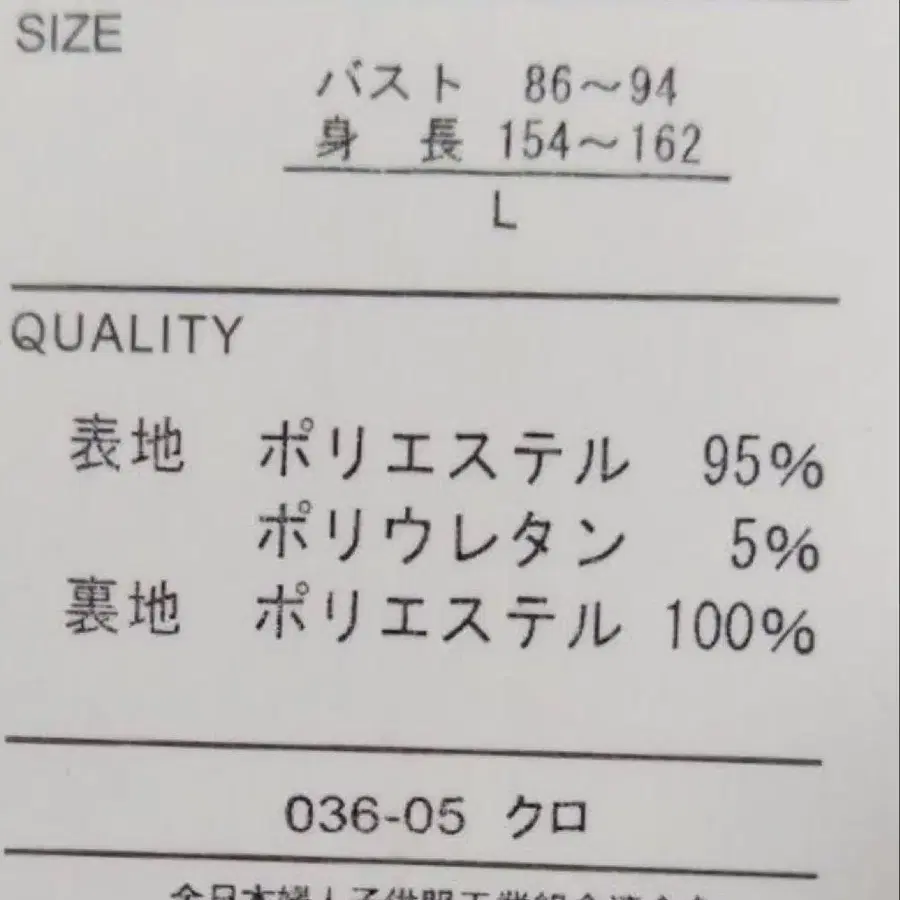 SIZE
バスト 86～94
身 長 154～162
L
QUALITY
表地 ポリエステル 95%
ポリウレタン 5%
裏地 ポリエステル 100%
036-05 クロ